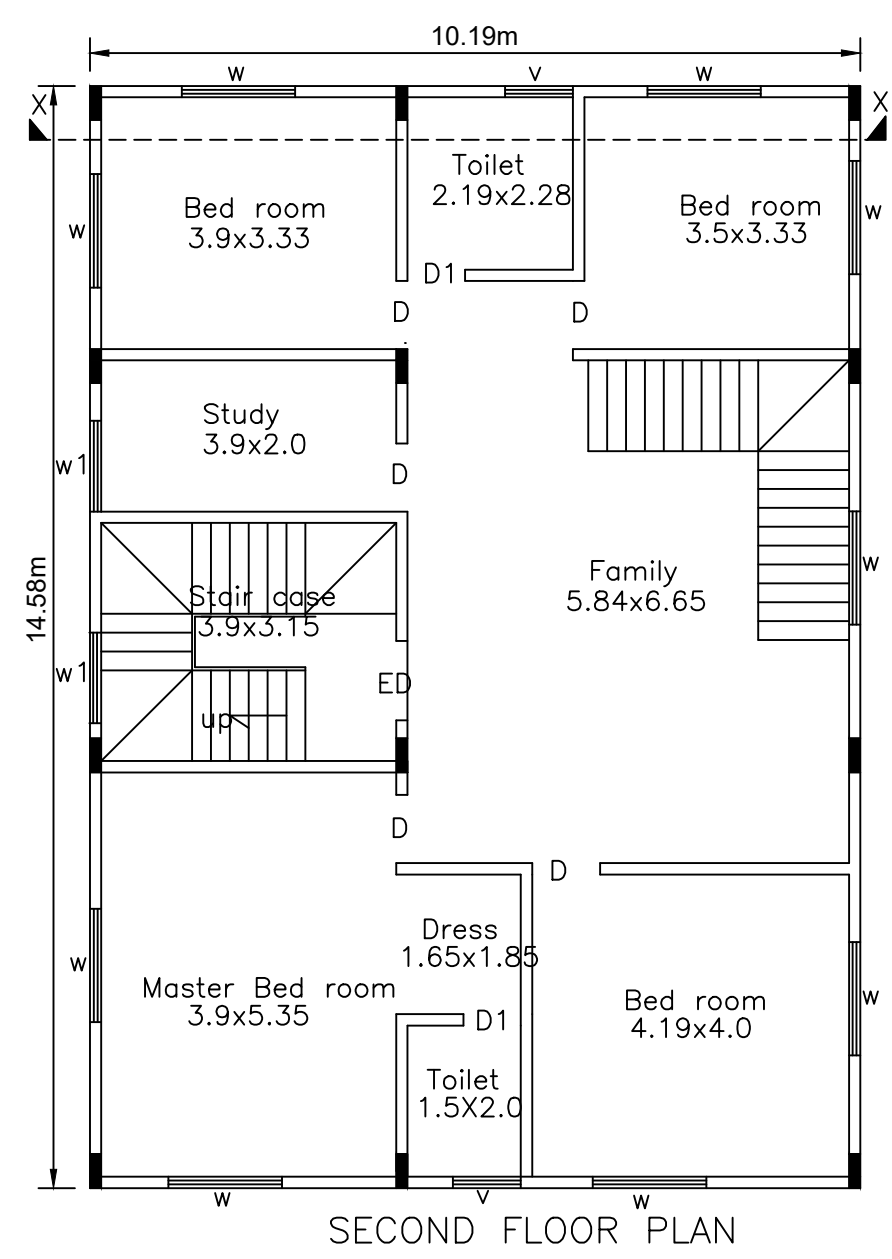 10.19m
w
v
w
X
X
Toilet
2.19x2.28
Bed room
3.9x3.33
Bed room
3.5x3.33
w
w
D1
D
D
Study
3.9x2.0
w1
D
w
Family
5.84x6.65
14.58m
Stair case
3.9x3.15
w1
ED
up
D
D
Dress
1.65x1.85
w
Master Bed room
3.9x5.35
w
Bed room
4.19x4.0
D1
Toilet
1.5X2.0
w
v
w
SECOND FLOOR PLAN